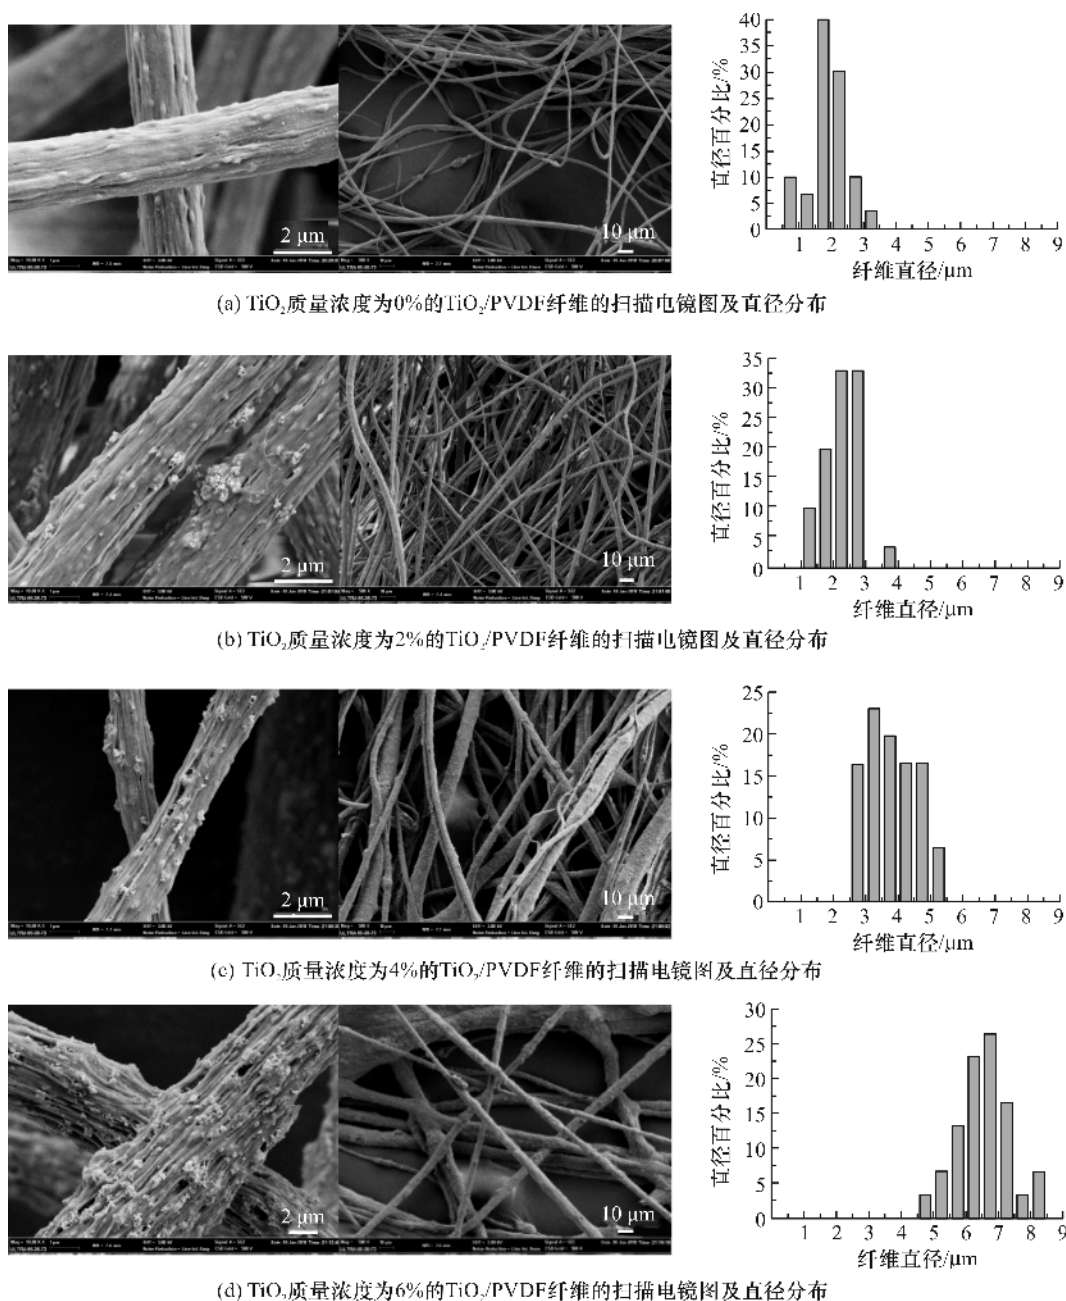 2 μm
10 μm
直径百分比/%
40
35
30
25
20
15
10
5
0
1 2 3 4 5 6 7 8 9
纤维直径/μm
(a) TiO₂质量浓度为0%的TiO₂/PVDF纤维的扫描电镜图及直径分布
2 μm
10 μm
直径百分比/%
35
30
25
20
15
10
5
0
1 2 3 4 5 6 7 8 9
纤维直径/μm
(b) TiO₂质量浓度为2%的TiO₂/PVDF纤维的扫描电镜图及直径分布
2 μm
10 μm
直径百分比/%
25
20
15
10
5
0
1 2 3 4 5 6 7 8 9
纤维直径/μm
(c) TiO₂质量浓度为4%的TiO₂/PVDF纤维的扫描电镜图及直径分布
2 μm
10 μm
直径百分比/%
30
25
20
15
10
5
0
1 2 3 4 5 6 7 8 9
纤维直径/μm
(d) TiO₂质量浓度为6%的TiO₂/PVDF纤维的扫描电镜图及直径分布